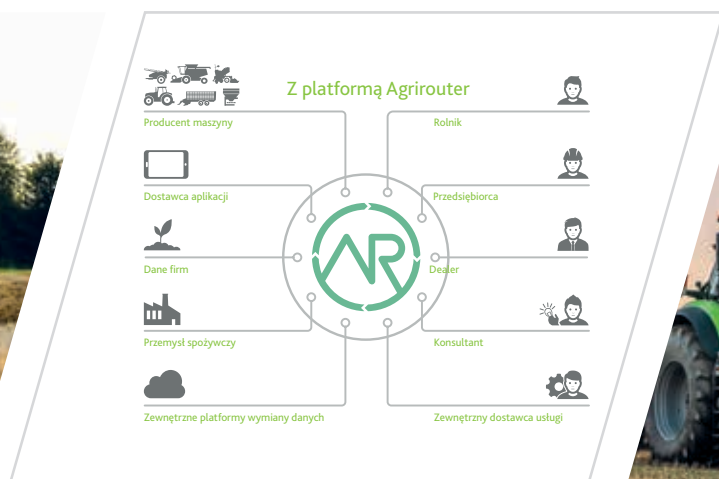 Z platformą Agrirouter
Producent maszyny
Rolnik
Dostawca aplikacji
Przedsiębiorca
AR
Dane firm
Dealer
Przemysł spożywczy
Konsultant
Zewnętrzne platformy wymiany danych
Zewnętrzny dostawca usługi